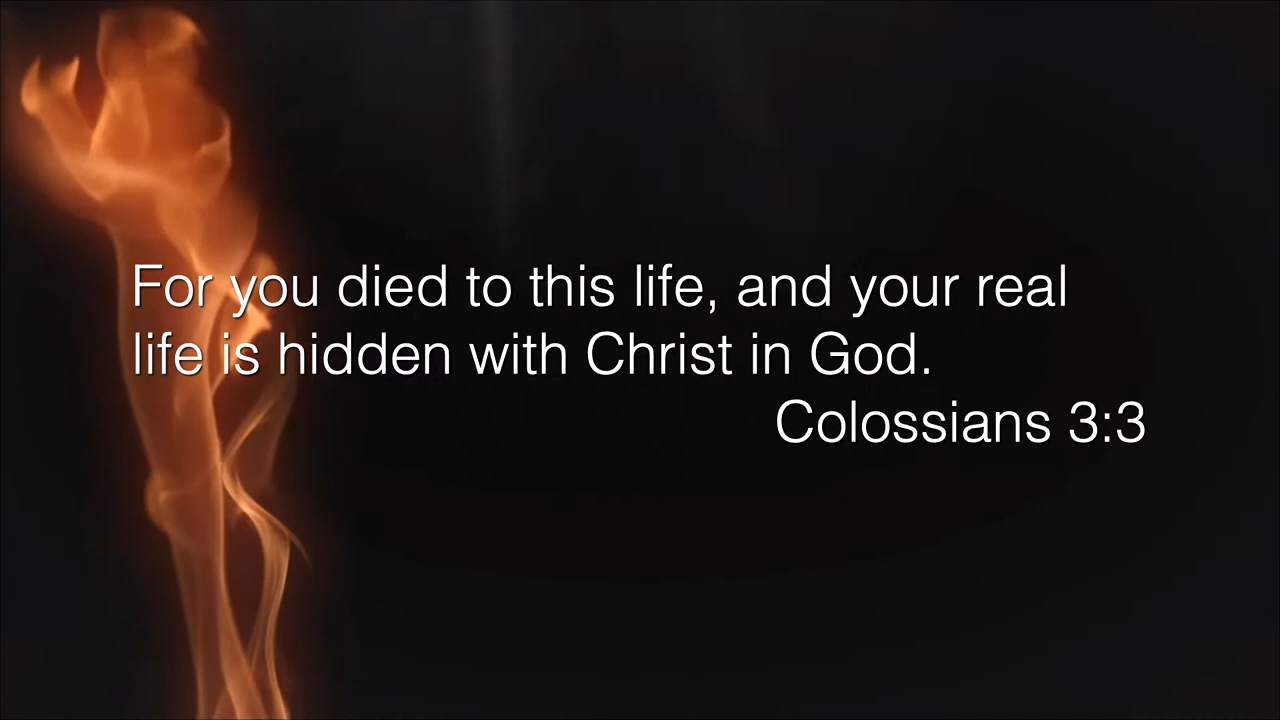 For you died to this life, and your real
life is hidden with Christ in God.
Colossians 3:3